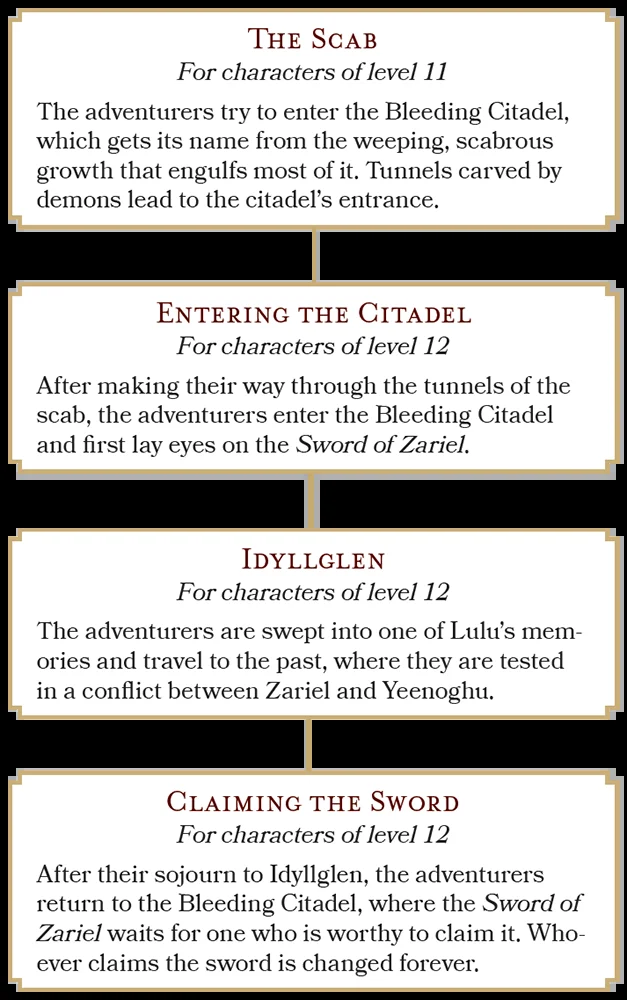 The Scab
For characters of level 11
The adventurers try to enter the Bleeding Citadel,
which gets its name from the weeping, scabrous
growth that engulfs most of it. Tunnels carved by
demons lead to the citadel’s entrance.
Entering the Citadel
For characters of level 12
After making their way through the tunnels of the
scab, the adventurers enter the Bleeding Citadel
and first lay eyes on the Sword of Zariel.
Idyllglen
For characters of level 12
The adventurers are swept into one of Lulu’s mem-
ories and travel to the past, where they are tested
in a conflict between Zariel and Yeenoghu.
Claiming the Sword
For characters of level 12
After their sojourn to Idyllglen, the adventurers
return to the Bleeding Citadel, where the Sword of
Zariel waits for one who is worthy to claim it. Who-
ever claims the sword is changed forever.